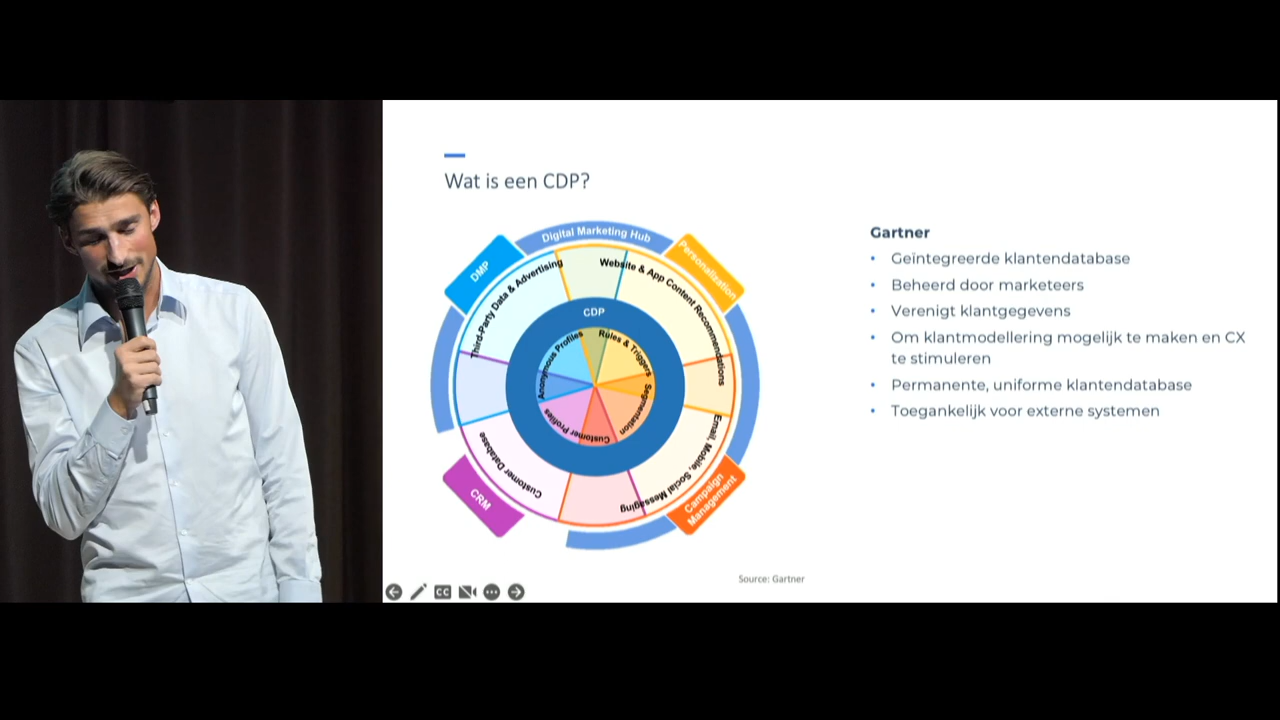 Wat is een CDP?
Digital Marketing Hub
DMP
Personalization
Third-Party Data & Advertising
Website & App Content Recommendations
CDP
Anonymous Profiles
Rules & Triggers
Segmentation
Customer Profiles
Customer Database
Email, Mobile, Social Messaging
CRM
Campaign
Management
Gartner
• Geïntegreerde klantendatabase
• Beheerd door marketeers
• Verenigt klantgegevens
• Om klantmodellering mogelijk te maken en CX
te stimuleren
• Permanente, uniforme klantendatabase
• Toegankelijk voor externe systemen
Source: Gartner
CC